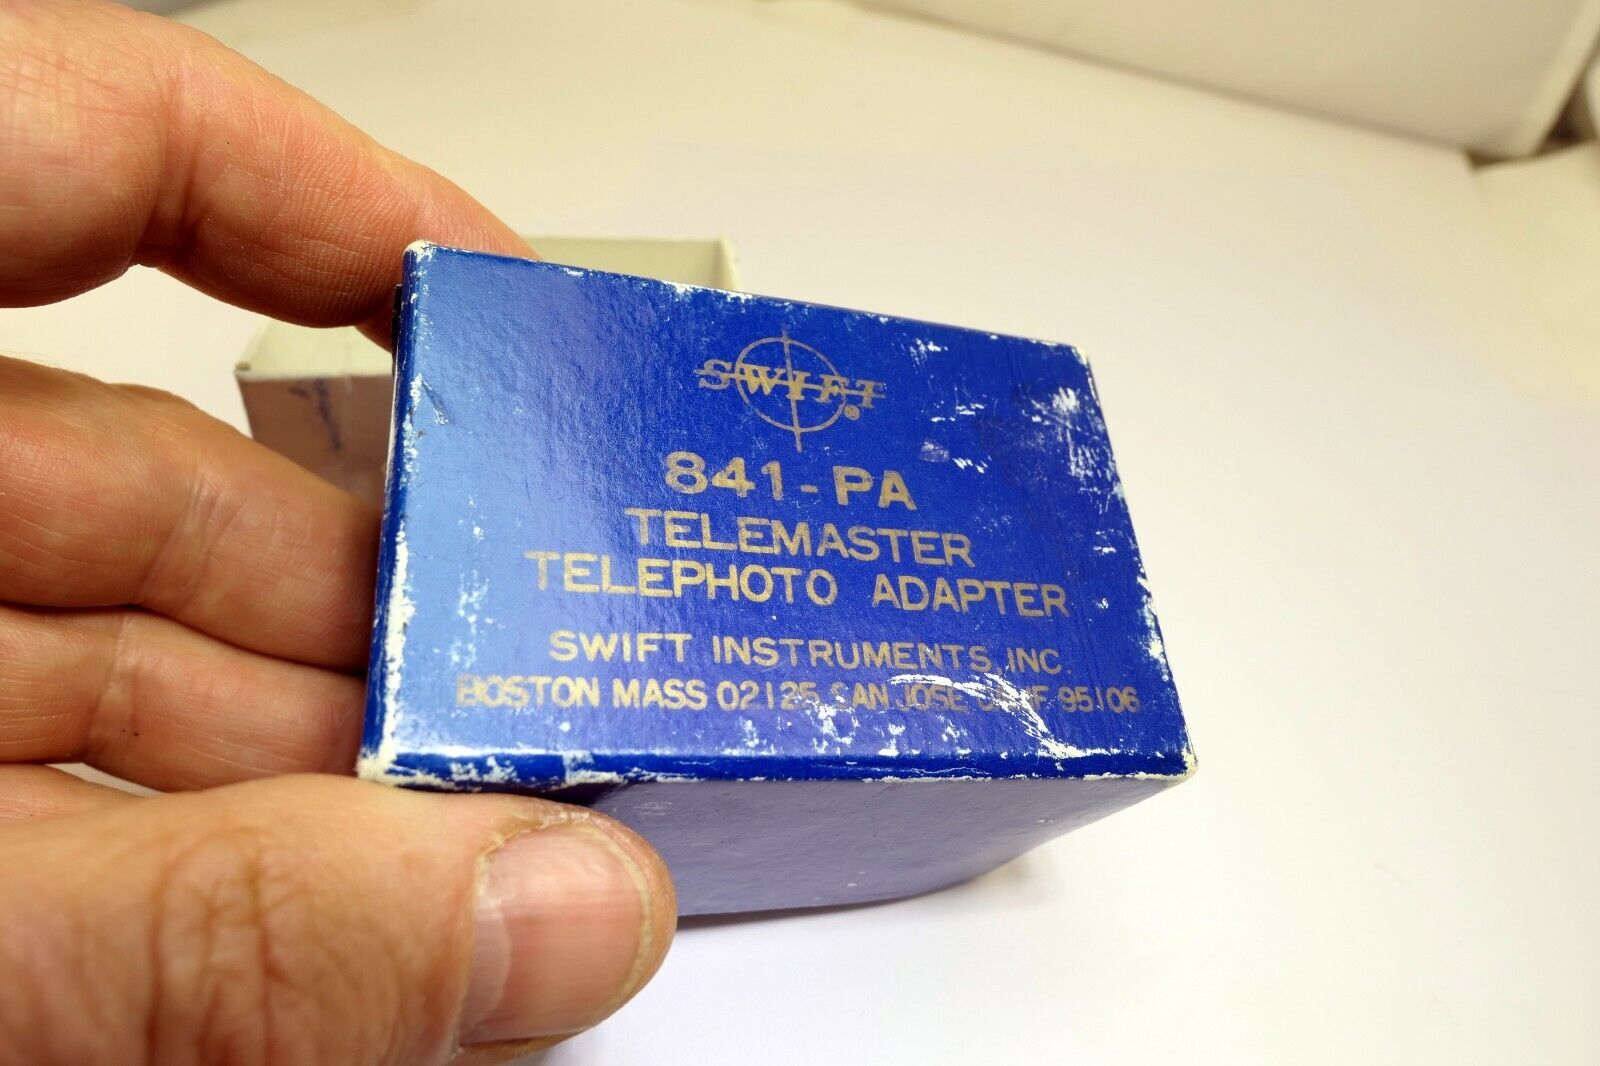 SWIFT®
841-PA
TELEMASTER
TELEPHOTO ADAPTER
SWIFT INSTRUMENTS, INC.
BOSTON MASS 02125 SAN JOSE CALIF 95106